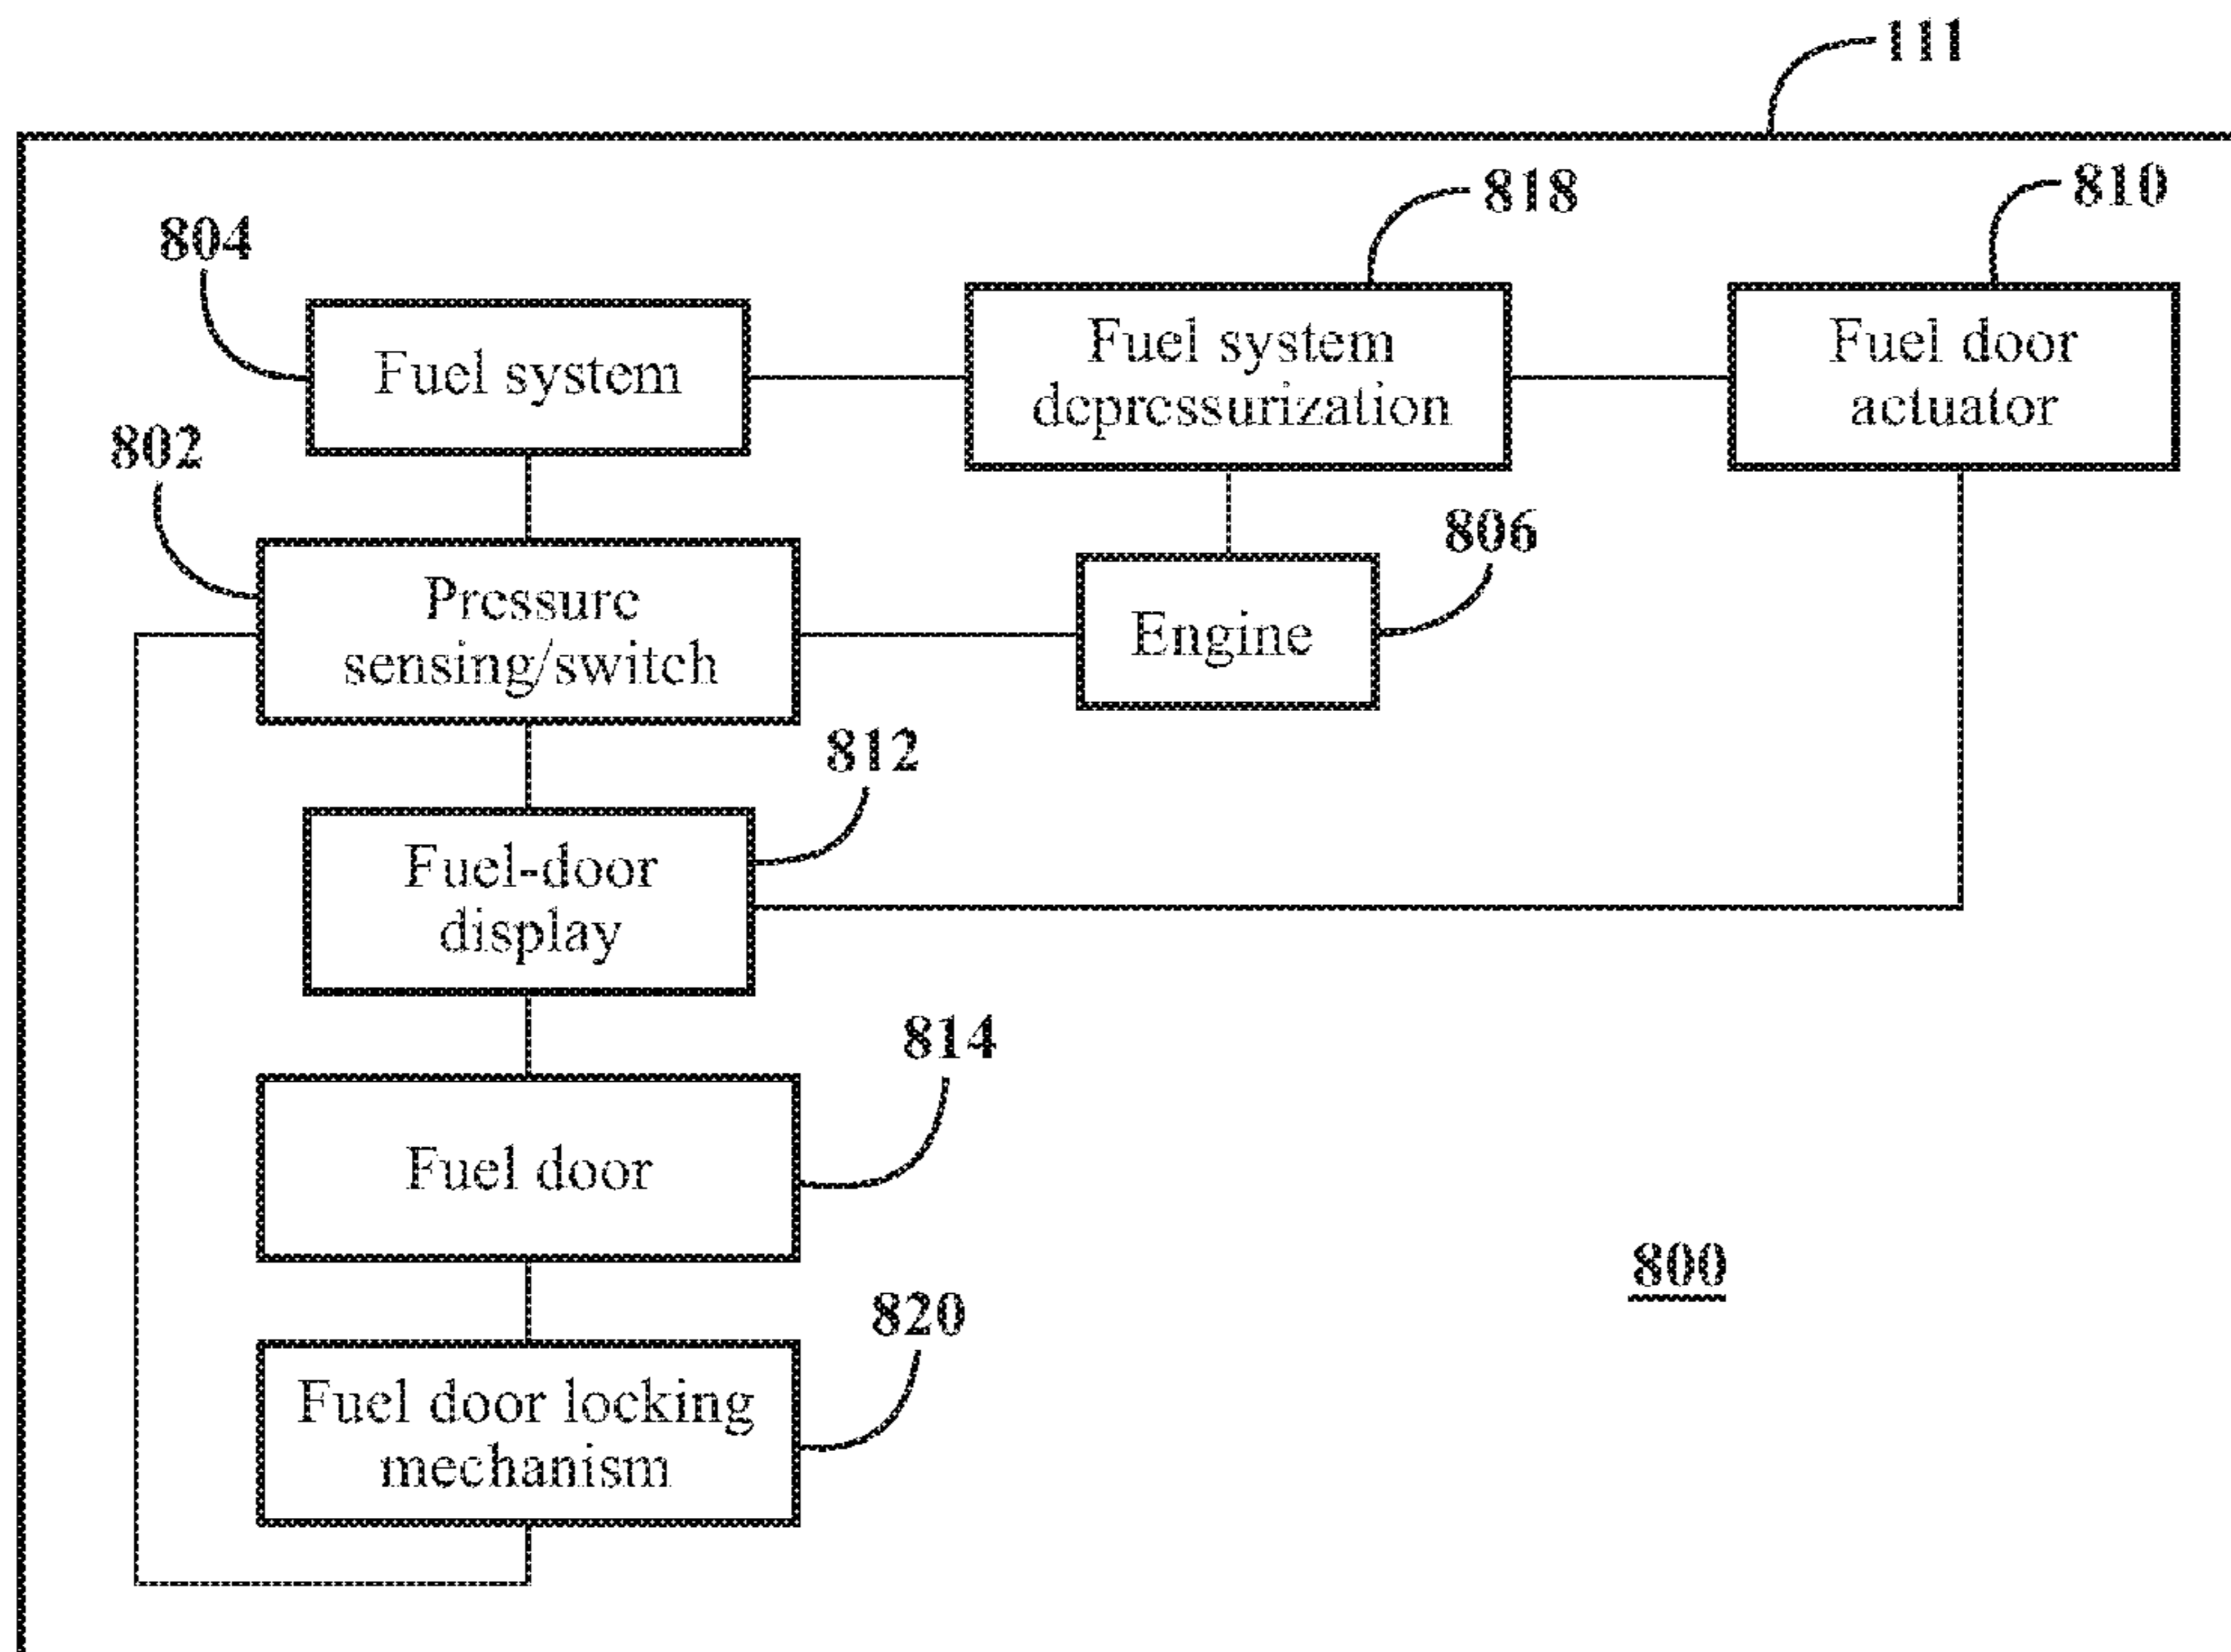 111
818
810
804
Fuel system
Fuel system
depressurization
Fuel door
actuator
802
806
Pressure
sensing/switch
Engine
812
Fuel-door
display
814
Fuel door
800
820
Fuel door locking
mechanism